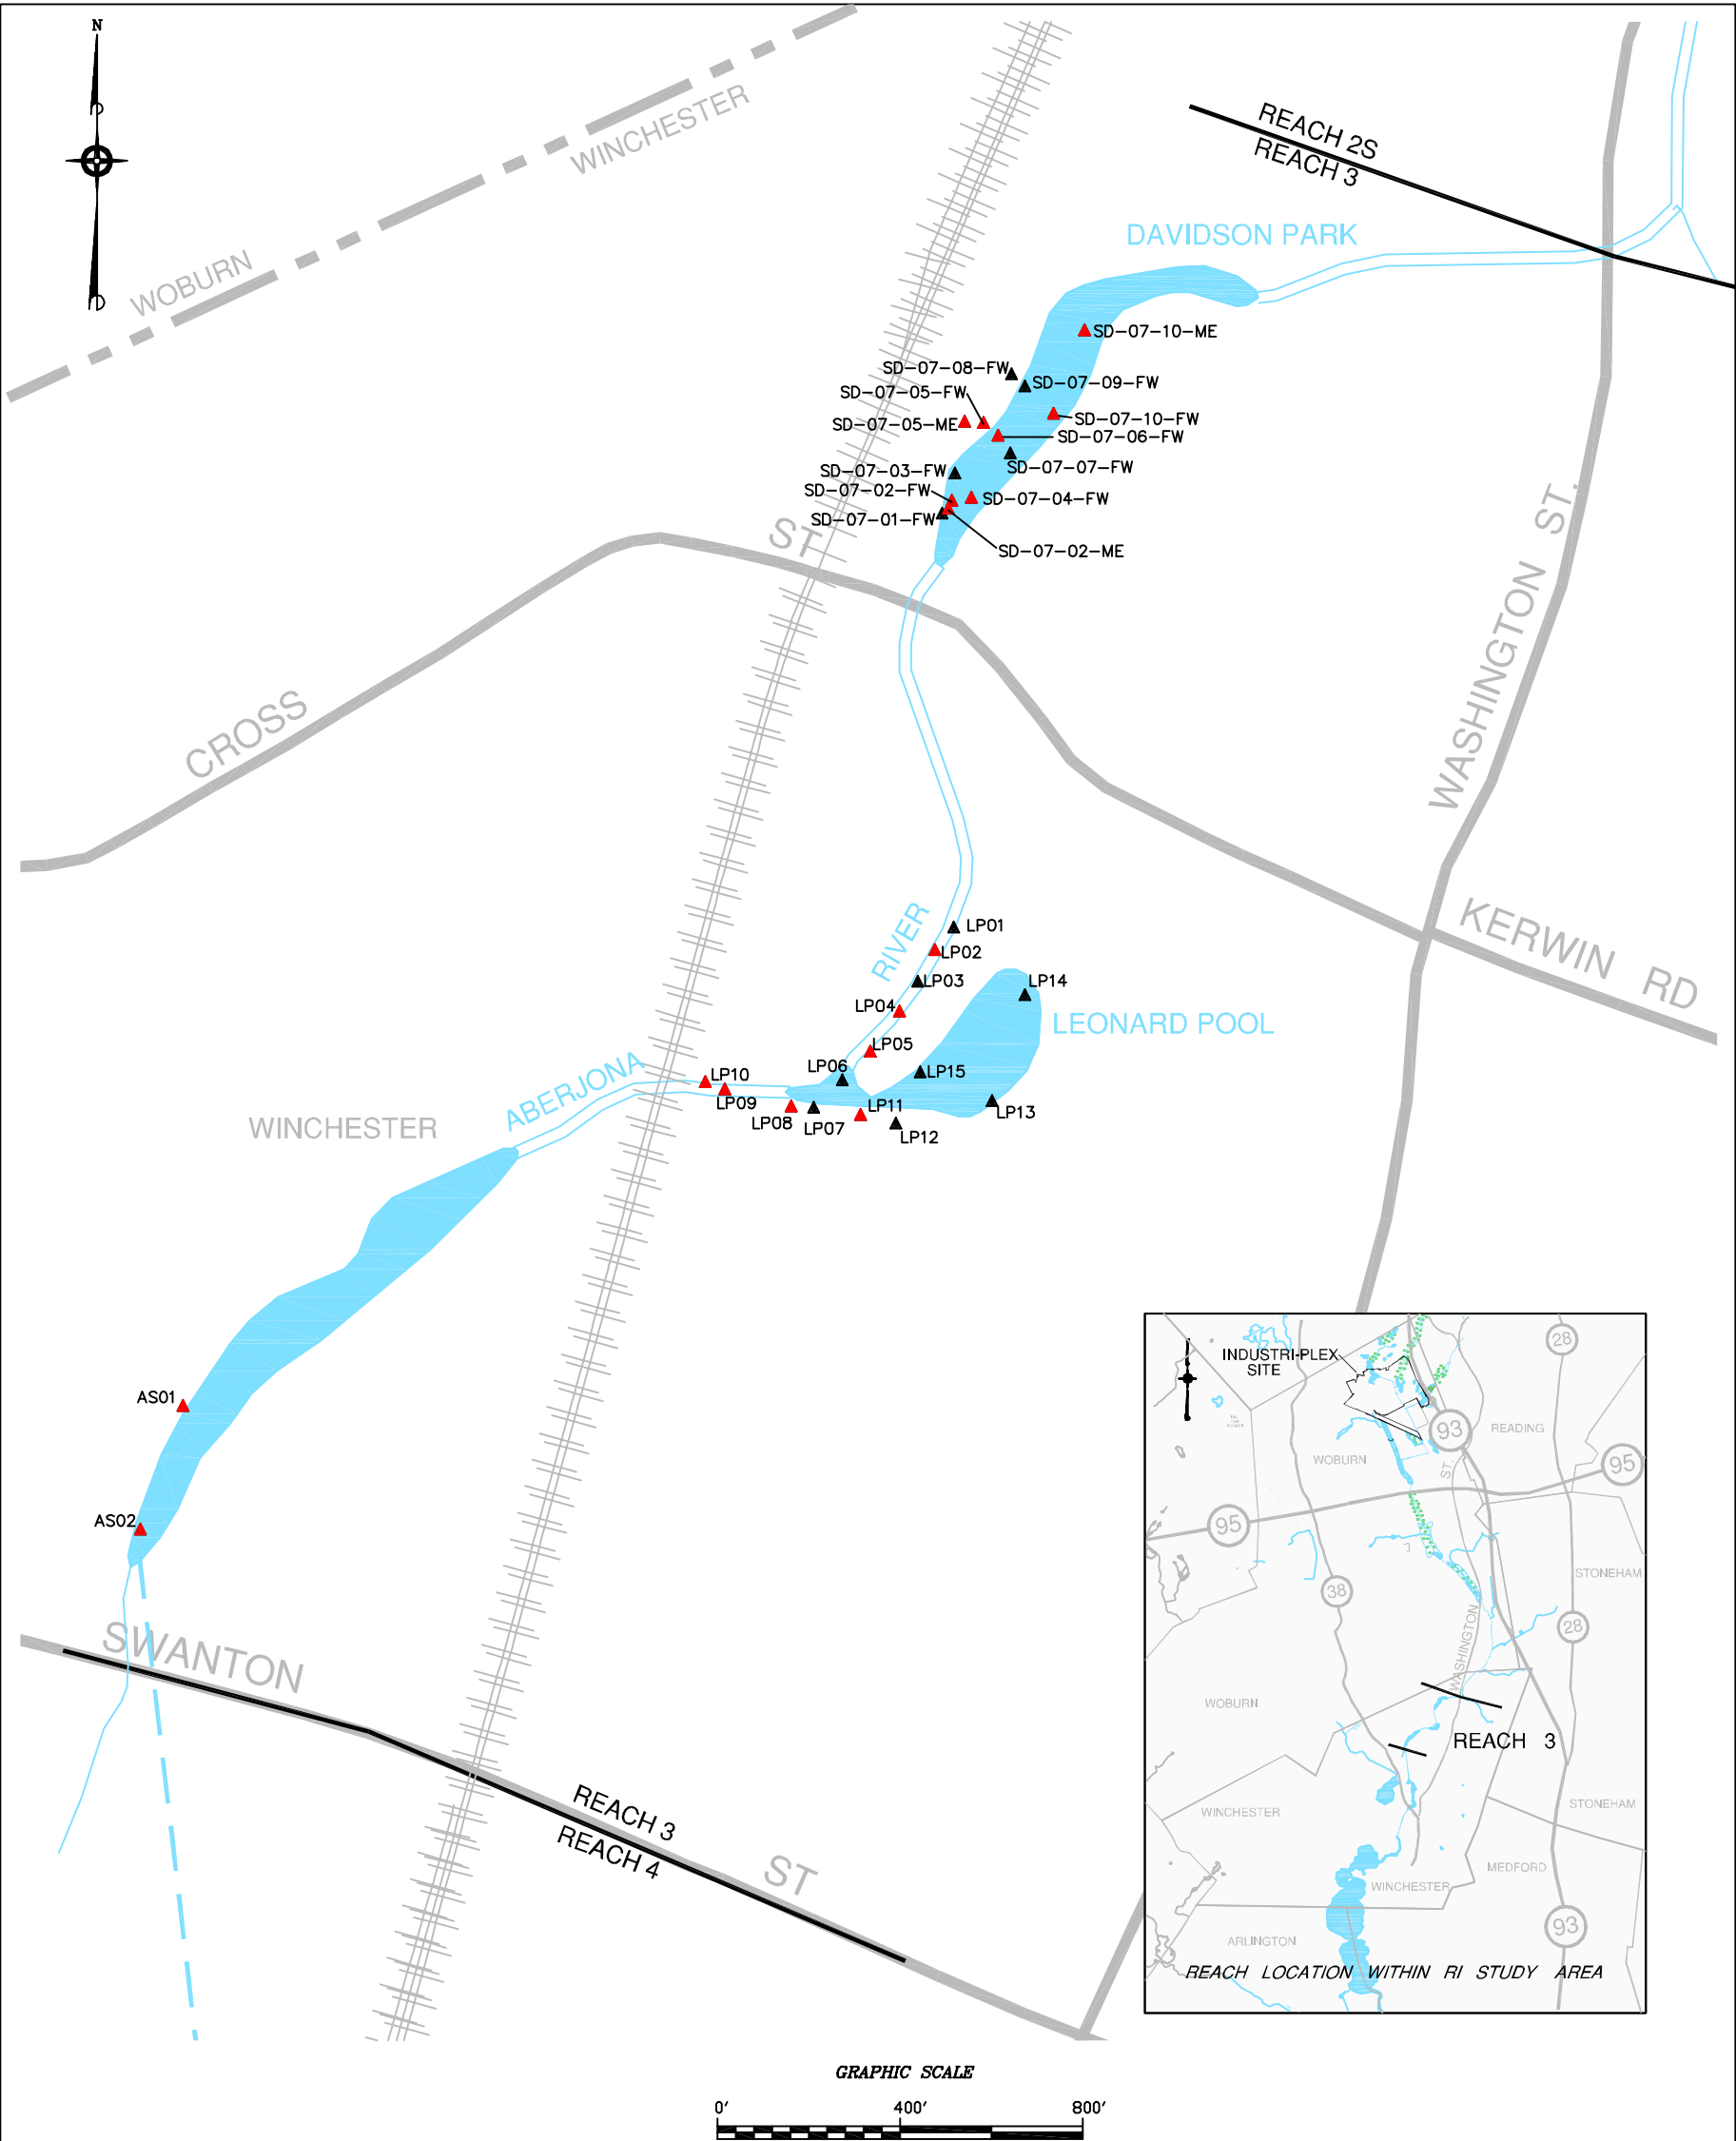 N
WOBURN
WINCHESTER
REACH 2S
REACH 3
DAVIDSON PARK
SD-07-10-ME
SD-07-08-FW
SD-07-09-FW
SD-07-05-FW
SD-07-10-FW
SD-07-05-ME
SD-07-06-FW
SD-07-07-FW
SD-07-03-FW
SD-07-02-FW
SD-07-04-FW
SD-07-01-FW
SD-07-02-ME
CROSS
ST
WASHINGTON ST.
KERWIN RD
RIVER
LP01
LP02
LP03
LP14
LP04
LEONARD POOL
LP05
LP06
LP15
LP10
LP09
LP08
LP07
LP11
LP12
LP13
ABERJONA
WINCHESTER
AS01
AS02
SWANTON
ST
REACH 3
REACH 4
INDUSTRI-PLEX
SITE
28
93
READING
WOBURN
ST.
95
95
38
STONEHAM
28
WASHINGTON
WOBURN
REACH 3
WINCHESTER
STONEHAM
MEDFORD
WINCHESTER
93
ARLINGTON
REACH LOCATION WITHIN RI STUDY AREA
GRAPHIC SCALE
0' 400' 800'